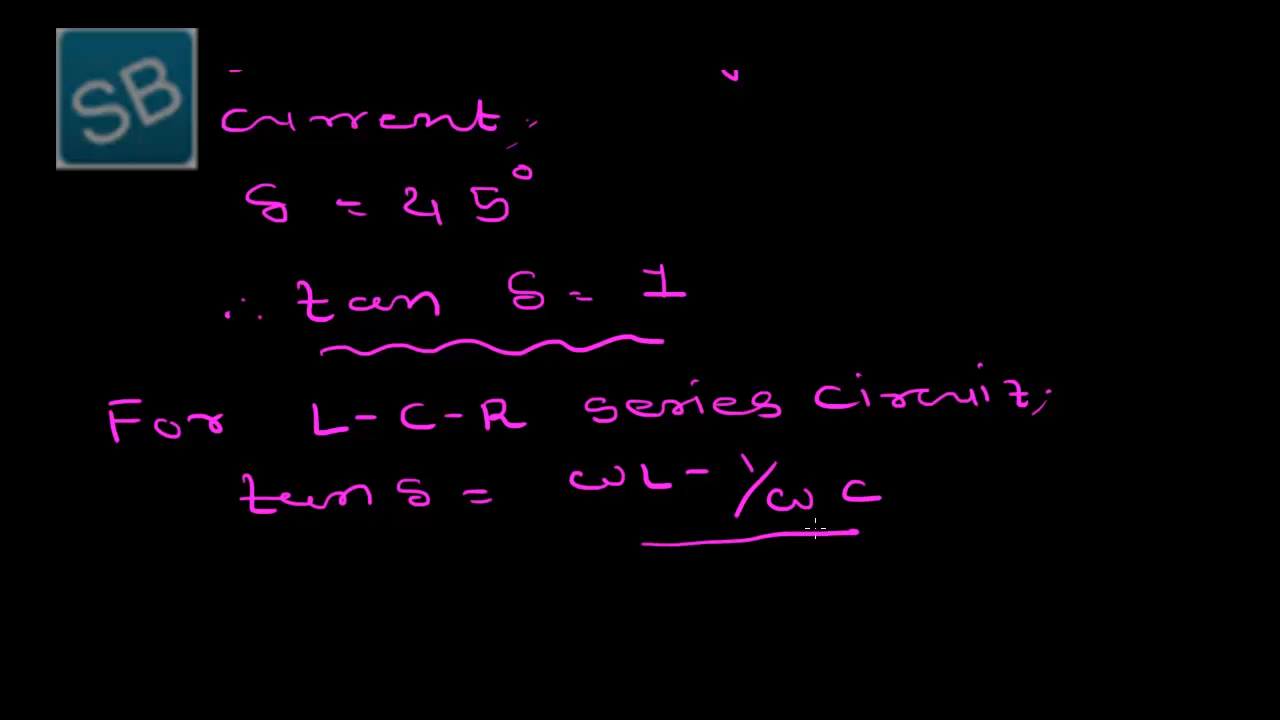 SB
current,
δ = 45°
∴ tan δ = 1
For L-C-R series circuit,
tan δ = ωL - 1/ωC